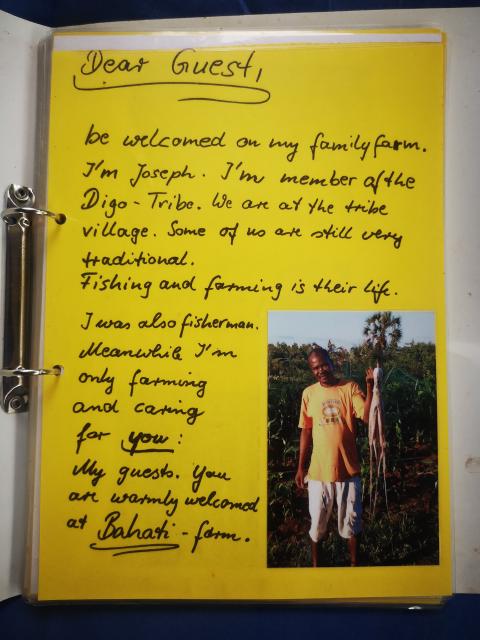 Dear Guest,
be welcomed on my family farm.
I'm Joseph. I'm member of the
Digo-Tribe. We are at the tribe
village. Some of us are still very
traditional.
Fishing and farming is their life.
I was also fisherman.
Meanwhile I'm
only farming
and caring
for you:
My guests. You
are warmly welcomed
at Bahati-farm.